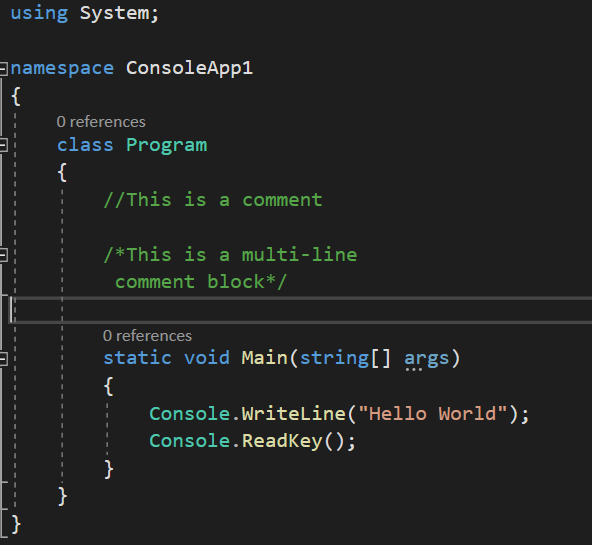 using System;
namespace ConsoleApp1
{
0 references
class Program
{
//This is a comment
/*This is a multi-line
comment block*/
0 references
static void Main(string[] args)
{
Console.WriteLine("Hello World");
Console.ReadKey();
}
}
}